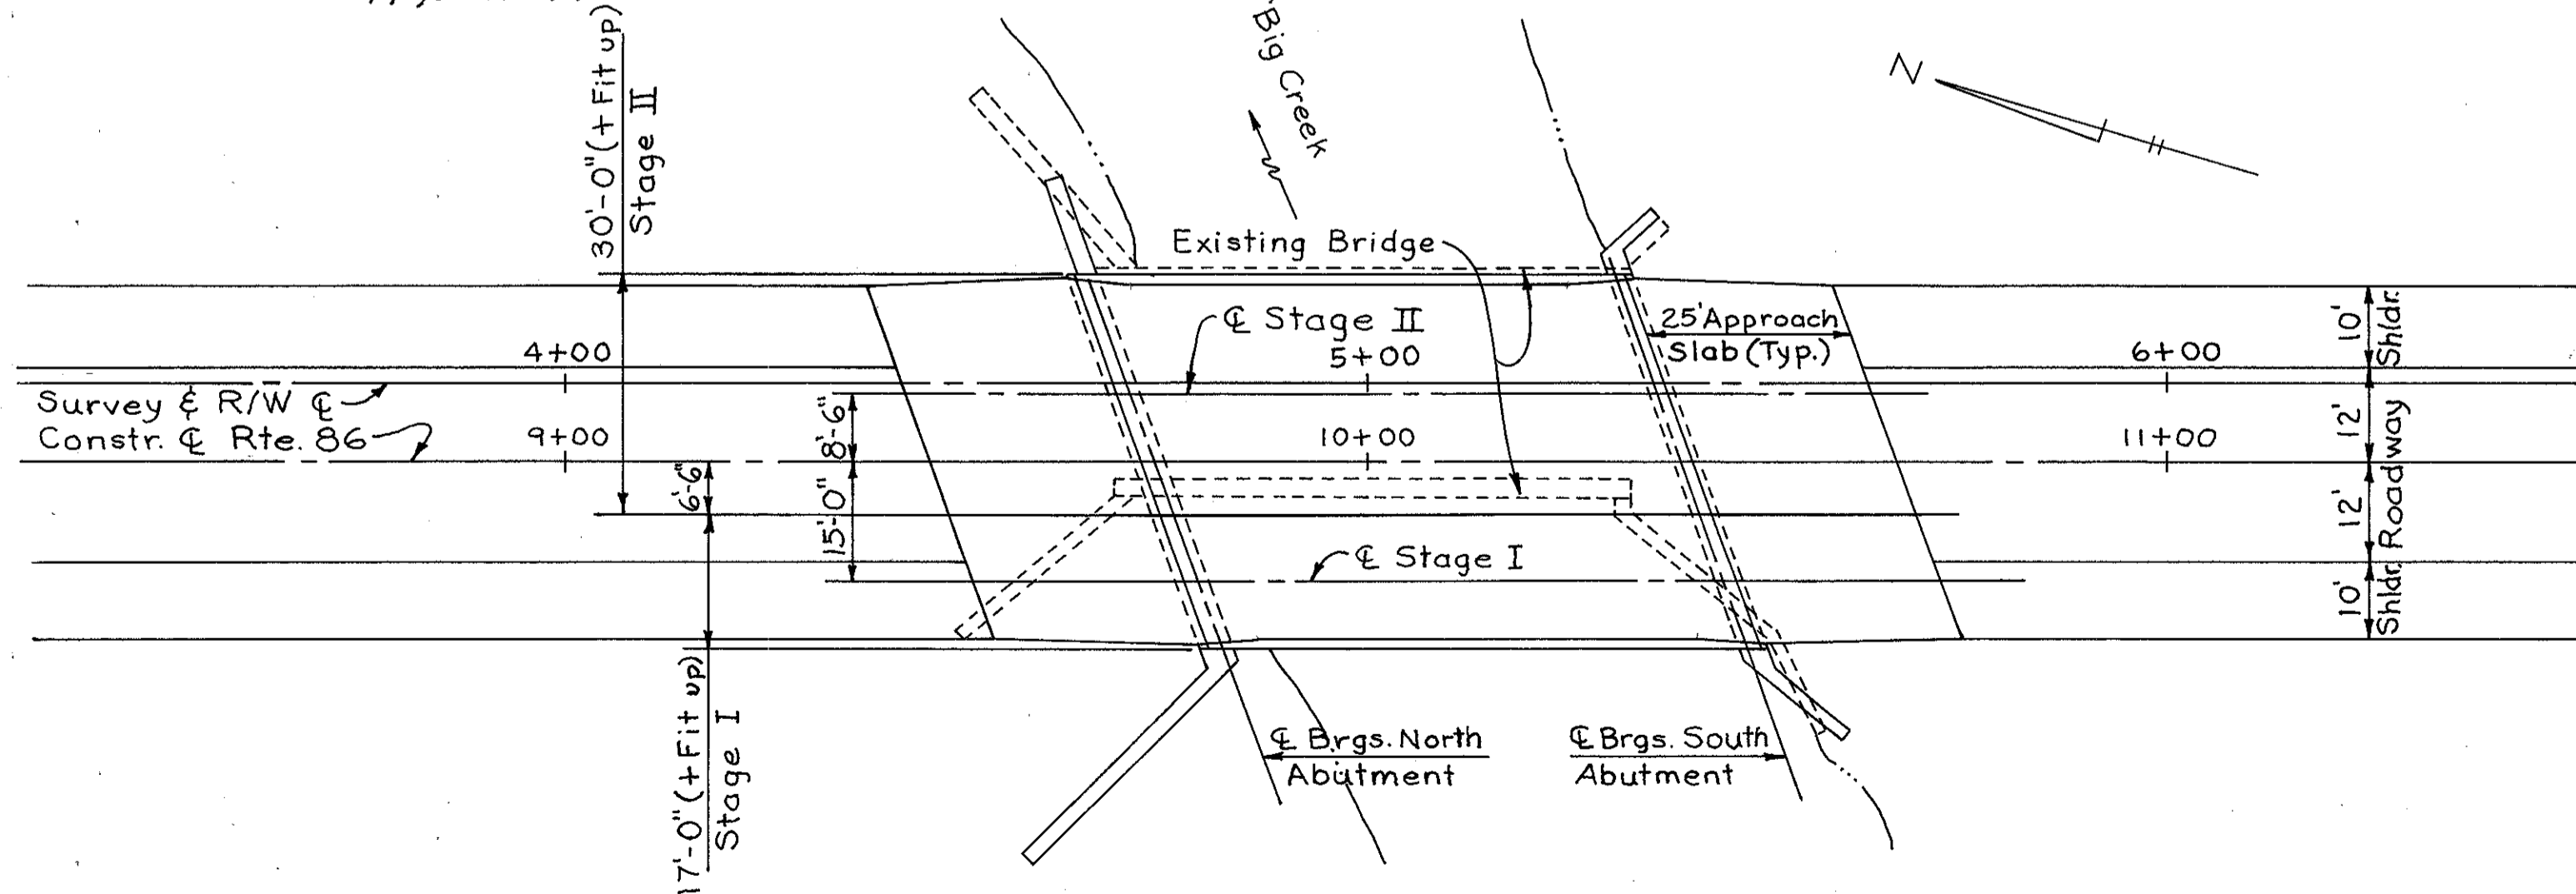 30'-0" (+ Fit up)
Stage II
Big Creek
N
Existing Bridge
℄ Stage II
25' Approach
Slab (Typ.)
4+00
5+00
6+00
Survey & R/W ℄
Constr. ℄ Rte. 86
9+00
10+00
11+00
8'-6"
6'-6"
15'-0"
10'
Shldr.
12'
12'
Roadway
10'
Shldr.
℄ Stage I
17'-0" (+ Fit up)
Stage I
℄ Brgs. North
Abutment
℄ Brgs. South
Abutment